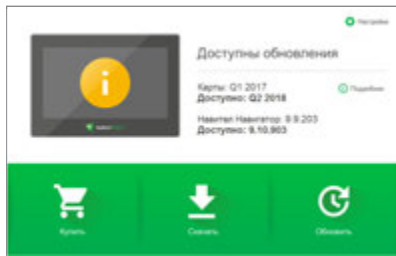 Настройки
Доступны обновления
Карты: Q1 2017
Подробнее
Доступно: Q2 2018
Навител Навигатор: 9.9.203
Доступно: 9.10.903
Купить
Скачать
Обновить